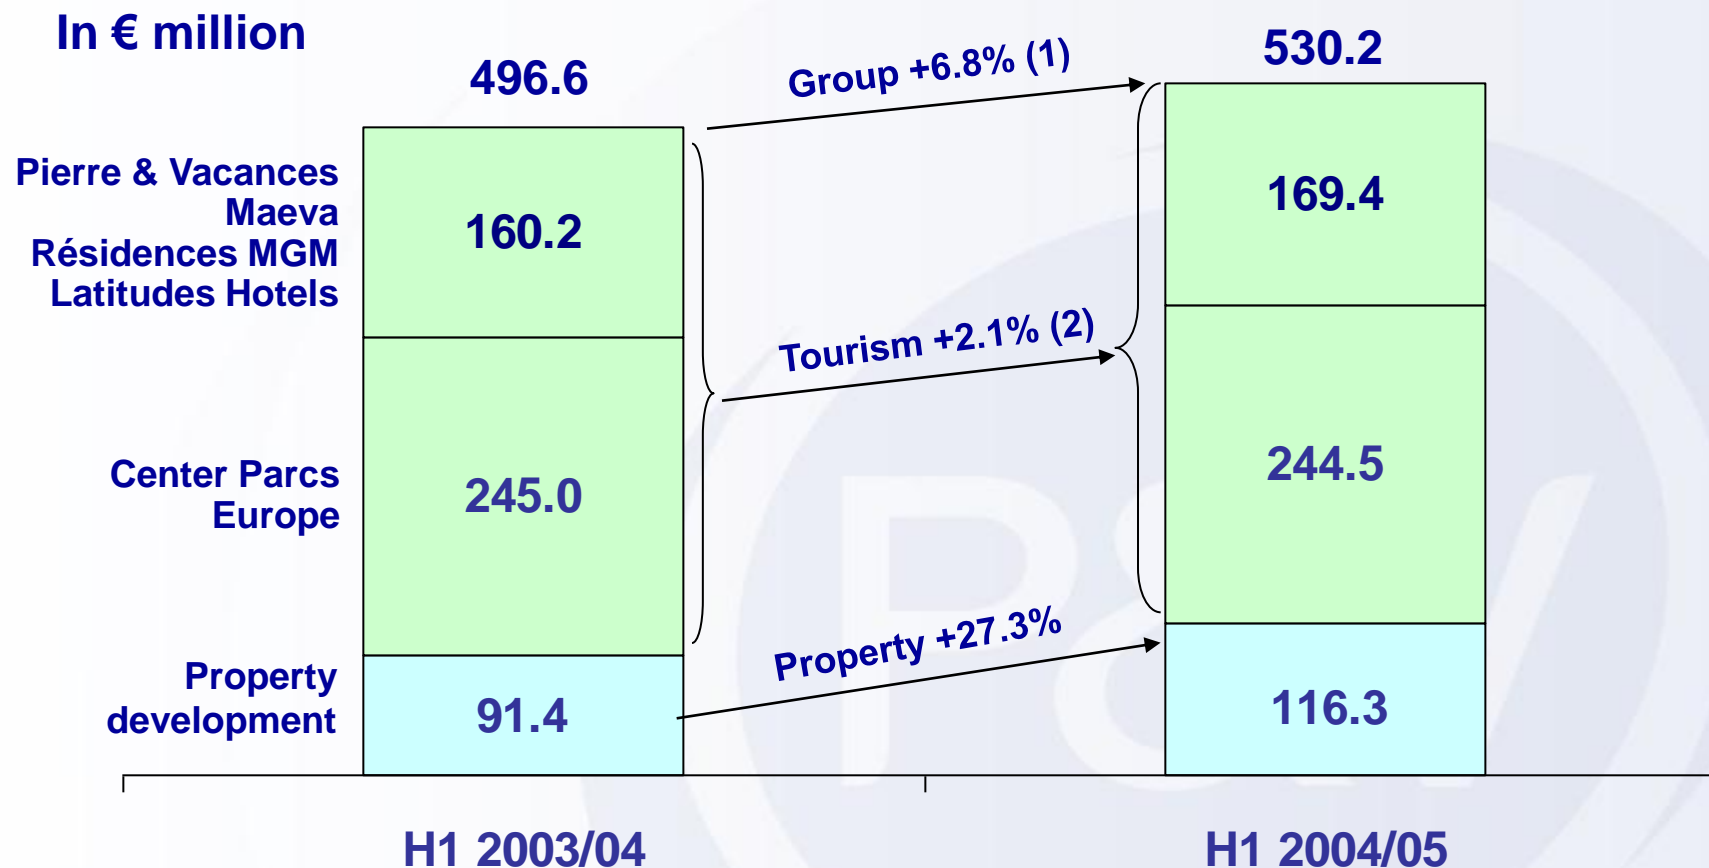 In € million
496.6
Group +6.8% (1)
530.2
Pierre & Vacances
Maeva
Résidences MGM
Latitudes Hotels
160.2
169.4
Tourism +2.1% (2)
Center Parcs
Europe
245.0
244.5
Property +27.3%
Property
development
91.4
116.3
H1 2003/04
H1 2004/05
P&V